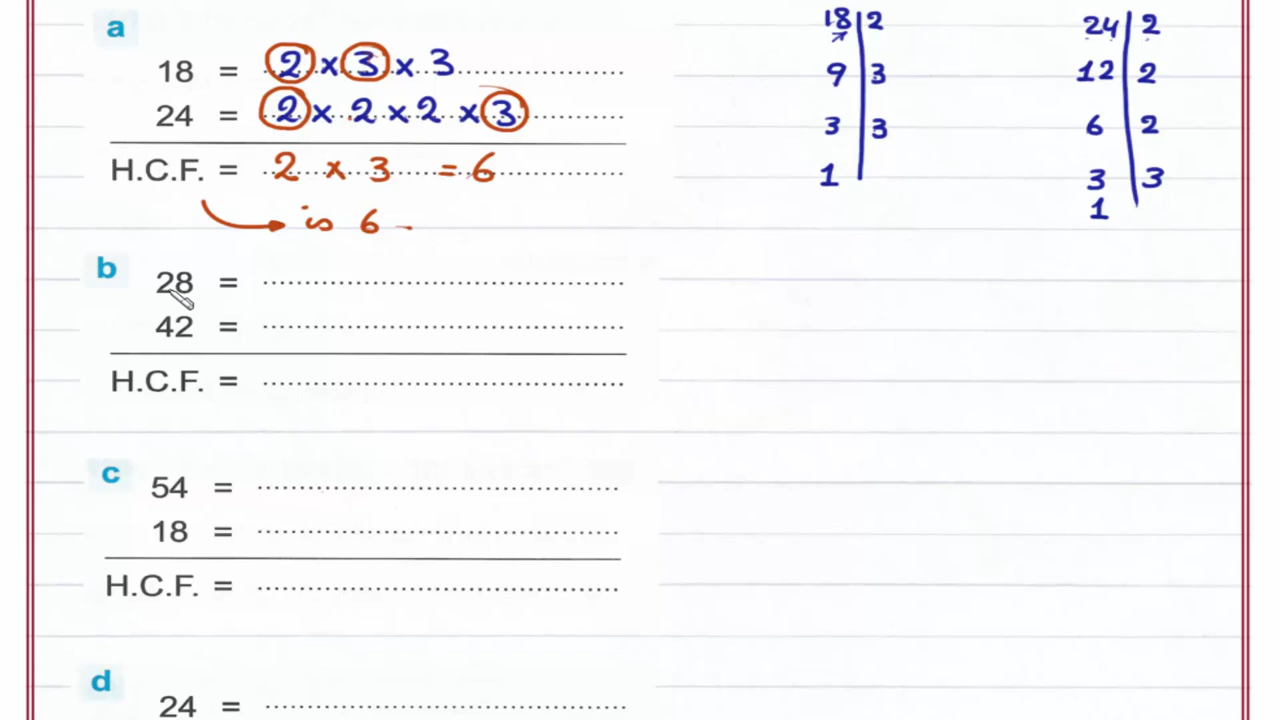 a
18 = 2 × 3 × 3
24 = 2 × 2 × 2 × 3
H.C.F. = 2 × 3 = 6
is 6
18 2
9 3
3 3
1
24 2
12 2
6 2
3 3
1
b
28 =
42 =
H.C.F. =
c
54 =
18 =
H.C.F. =
d
24 =